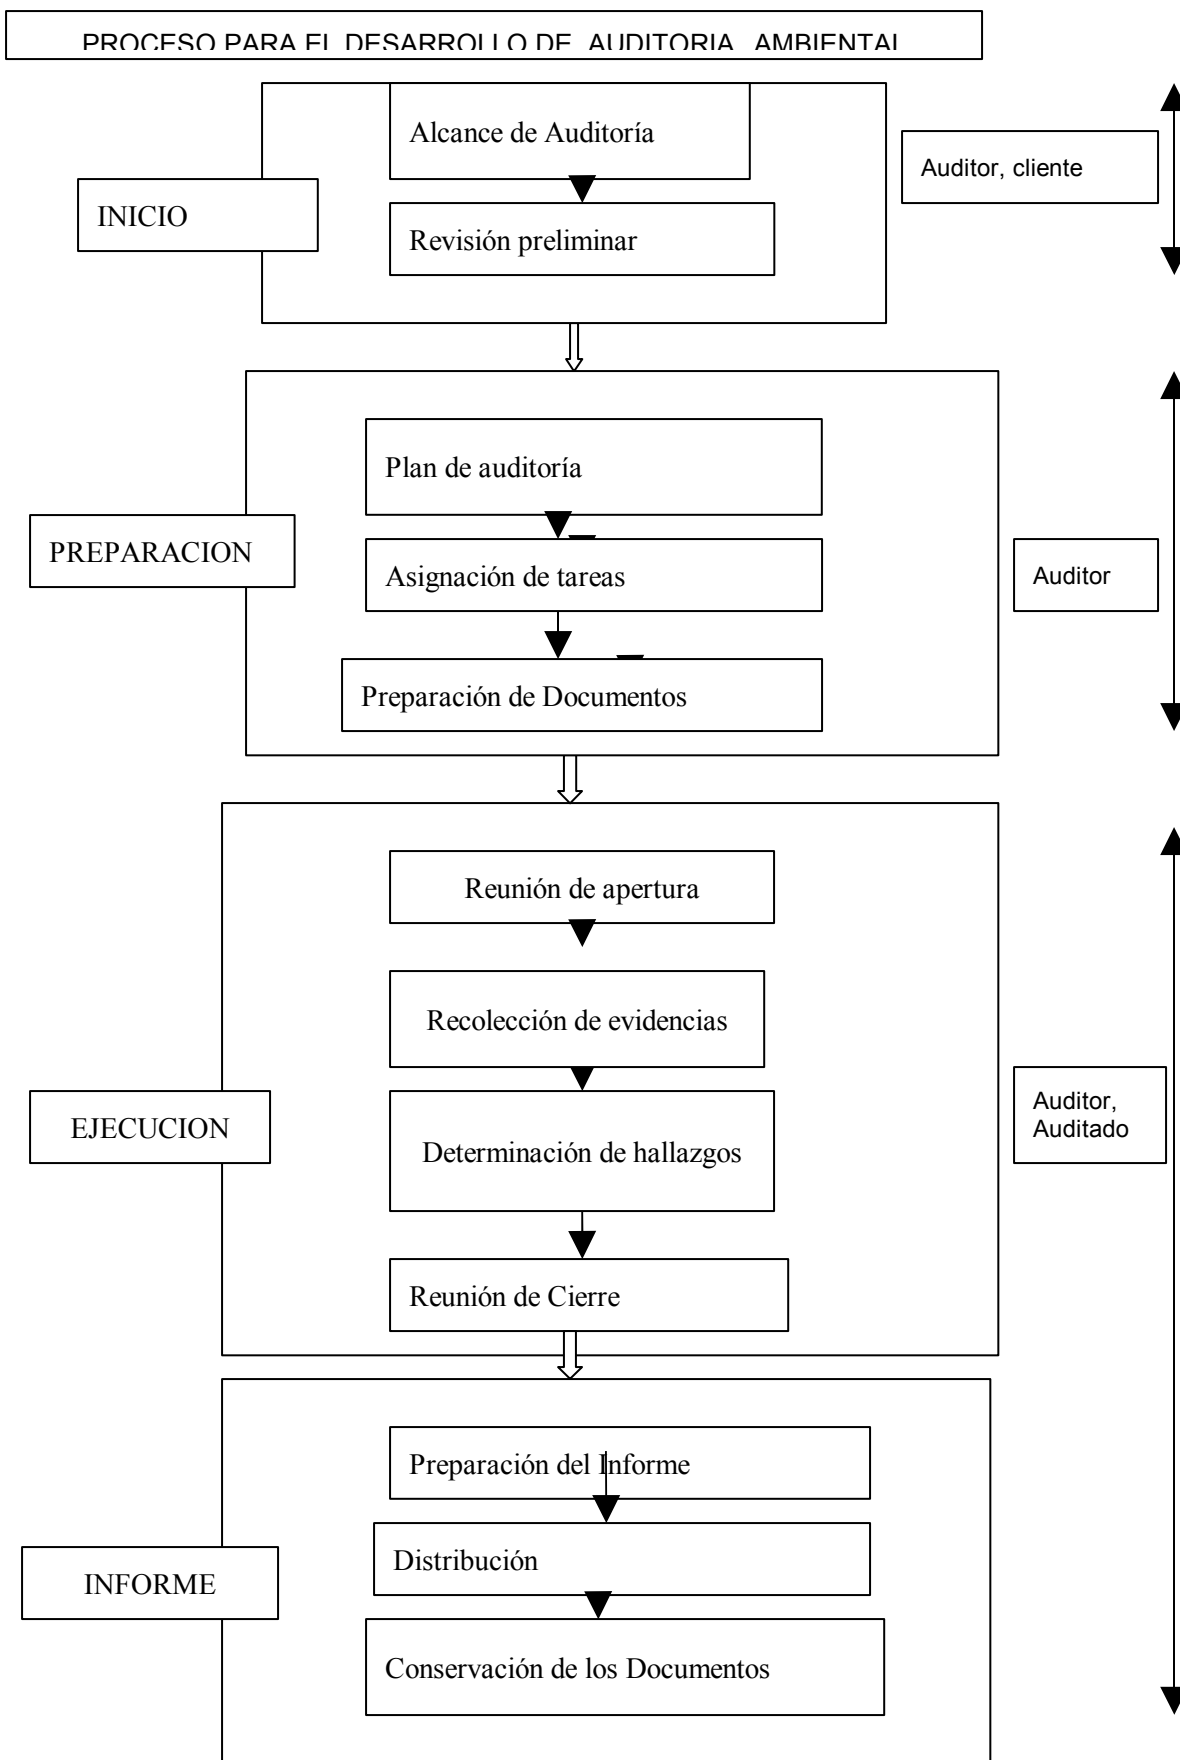 PROCESO PARA EL DESARROLLO DE AUDITORIA AMBIENTAL
Alcance de Auditoría
Auditor, cliente
INICIO
Revisión preliminar
Plan de auditoría
PREPARACION
Asignación de tareas
Auditor
Preparación de Documentos
Reunión de apertura
Recolección de evidencias
EJECUCION
Determinación de hallazgos
Auditor,
Auditado
Reunión de Cierre
Preparación del Informe
Distribución
INFORME
Conservación de los Documentos